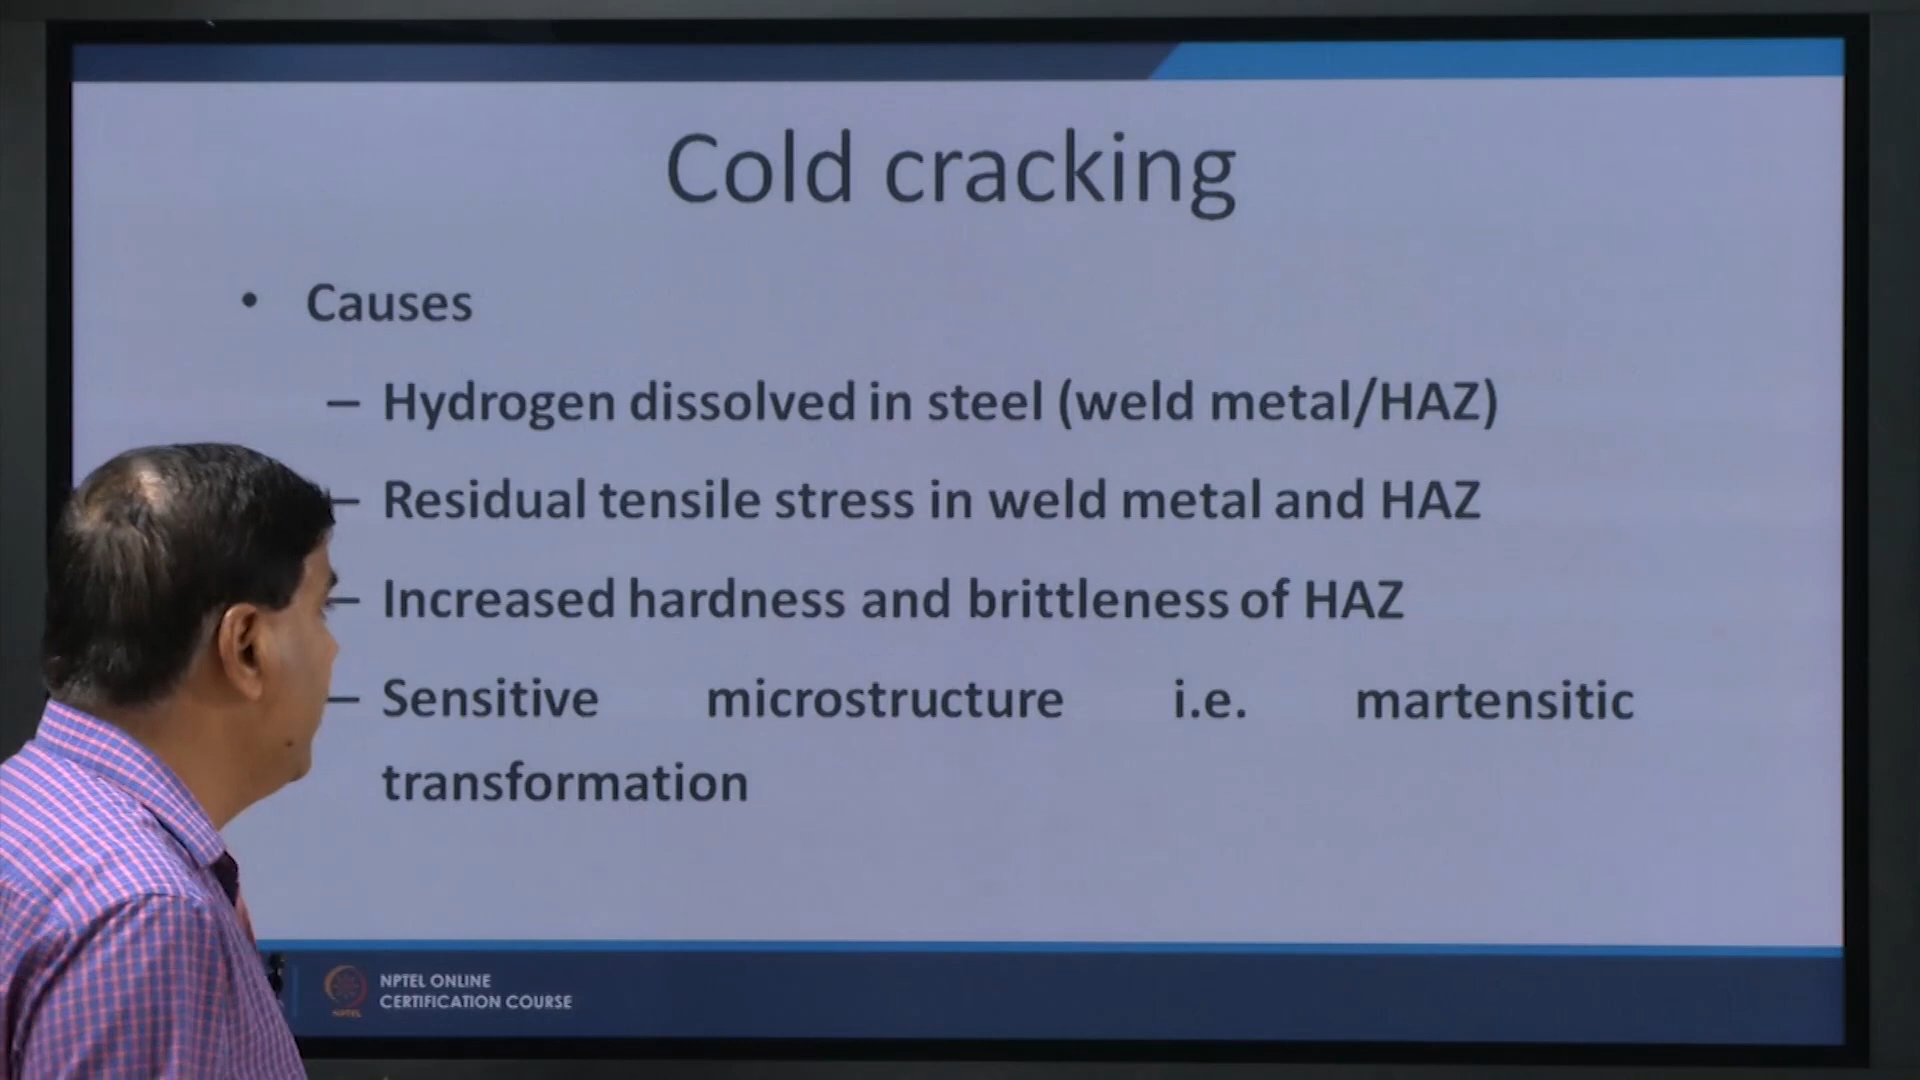 Cold cracking
• Causes
– Hydrogen dissolved in steel (weld metal/HAZ)
– Residual tensile stress in weld metal and HAZ
– Increased hardness and brittleness of HAZ
– Sensitive microstructure i.e. martensitic
transformation
NPTEL ONLINE
CERTIFICATION COURSE
NPTEL